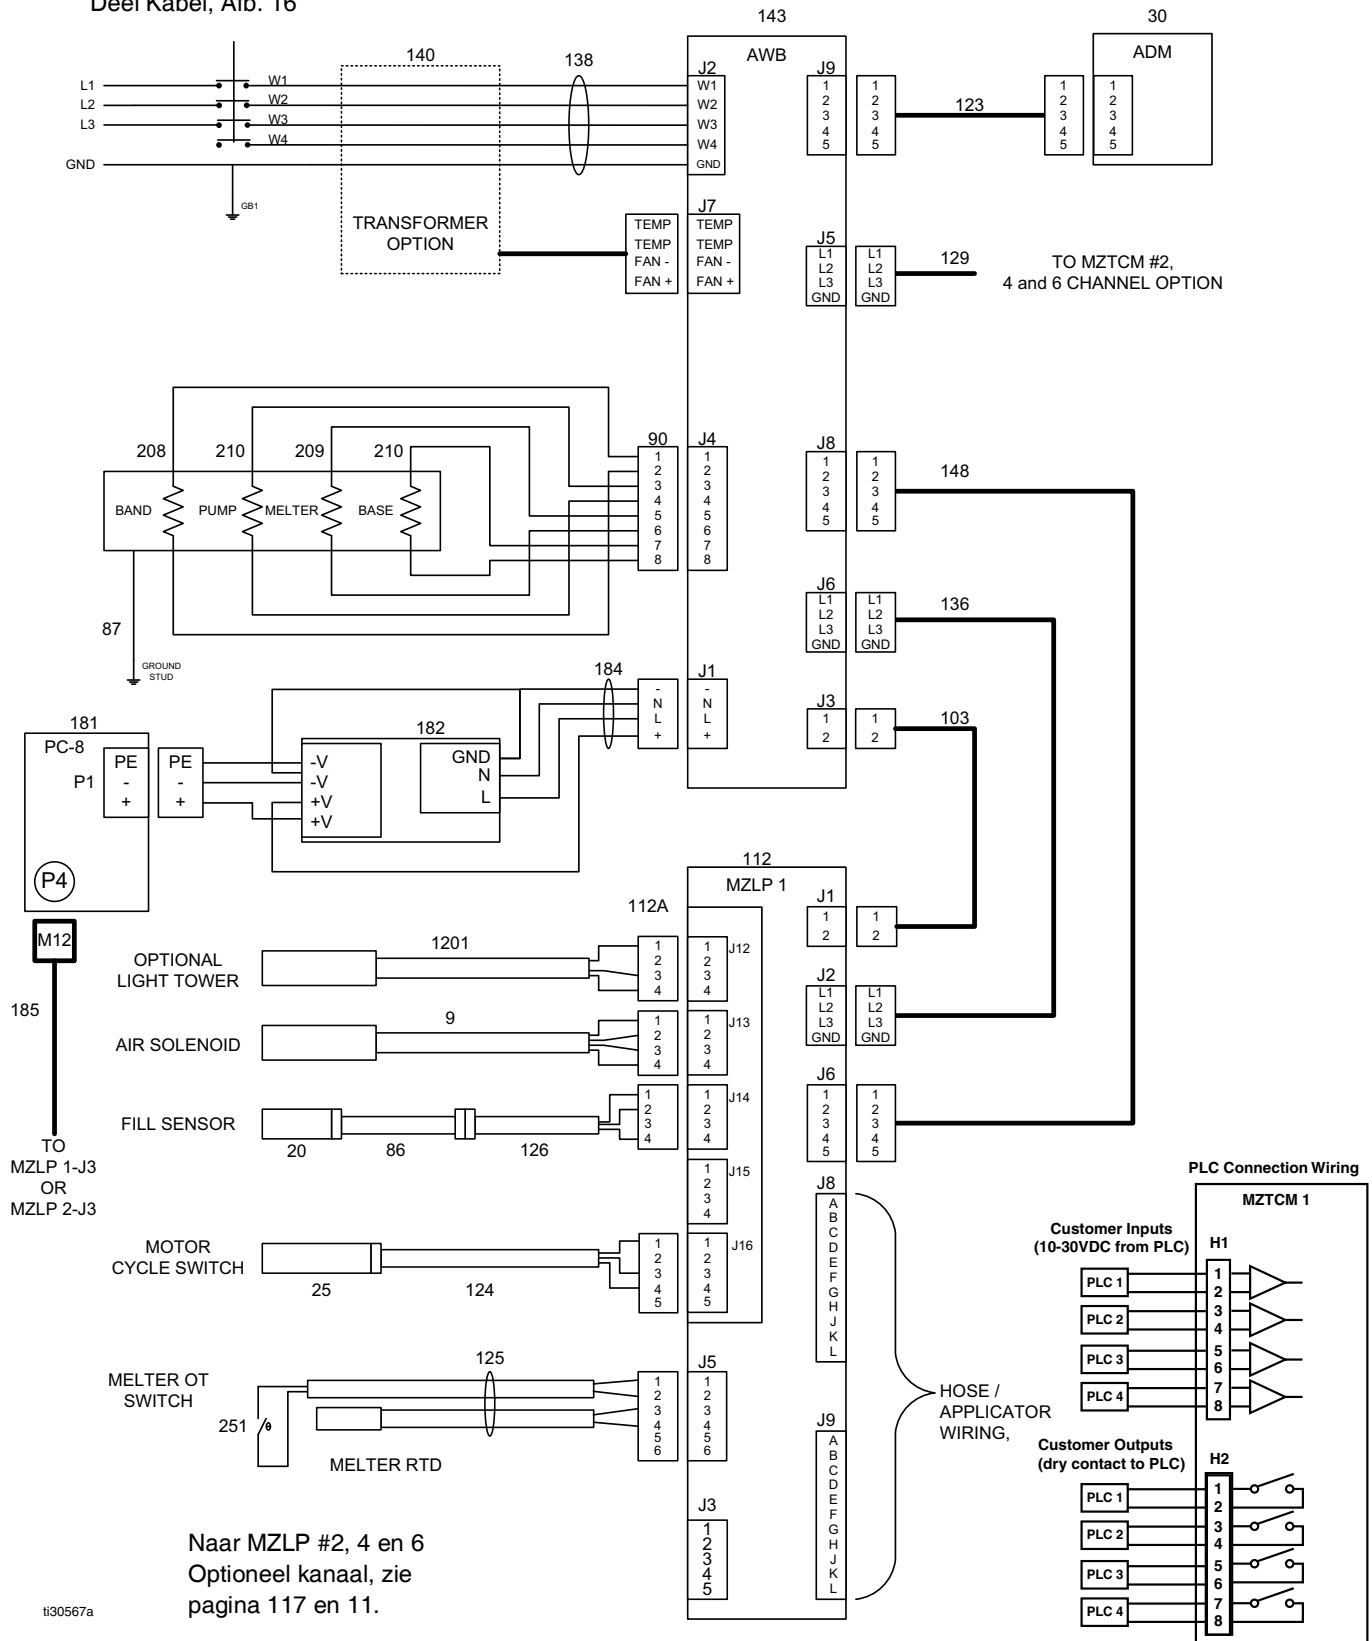 Deel Kabel, Afb. 16
143
30
AWB
ADM
140
138
J2
J9
L1
L2
L3
GND
W1
W2
W3
W4
W1
W2
W3
W4
GND
GB1
1
2
3
4
5
1
2
3
4
5
123
1
2
3
4
5
1
2
3
4
5
TRANSFORMER
OPTION
J7
TEMP
TEMP
FAN -
FAN +
TEMP
TEMP
FAN -
FAN +
J5
L1
L2
L3
GND
L1
L2
L3
GND
129
TO MZTCM #2,
4 and 6 CHANNEL OPTION
208
210
209
210
BAND
PUMP
MELTER
BASE
90
J4
1
2
3
4
5
6
7
8
1
2
3
4
5
6
7
8
J8
1
2
3
4
5
1
2
3
4
5
148
87
GROUND
STUD
J6
L1
L2
L3
GND
L1
L2
L3
GND
136
184
J1
-
N
L
+
-
N
L
+
J3
1
2
1
2
103
181
PC-8
P1
PE
-
+
PE
-
+
182
-V
-V
+V
+V
GND
N
L
P4
M12
185
TO
MZLP 1-J3
OR
MZLP 2-J3
112
MZLP 1
112A
J1
1
2
1
2
OPTIONAL
LIGHT TOWER
1201
1
2
3
4
1
2
3
4
J12
J2
L1
L2
L3
GND
L1
L2
L3
GND
AIR SOLENOID
9
1
2
3
4
1
2
3
4
J13
J6
1
2
3
4
5
1
2
3
4
5
FILL SENSOR
20
86
126
1
2
3
4
1
2
3
4
J14
1
2
3
4
J15
MOTOR
CYCLE SWITCH
25
124
1
2
3
4
5
1
2
3
4
5
J16
J8
A
B
C
D
E
F
G
H
J
K
L
MELTER OT
SWITCH
251
θ
125
MELTER RTD
1
2
3
4
5
6
J5
1
2
3
4
5
6
J9
A
B
C
D
E
F
G
H
J
K
L
HOSE /
APPLICATOR
WIRING,
J3
1
2
3
4
5
Naar MZLP #2, 4 en 6
Optioneel kanaal, zie
pagina 117 en 11.
ti30567a
PLC Connection Wiring
MZTCM 1
Customer Inputs
(10-30VDC from PLC)
H1
PLC 1
PLC 2
PLC 3
PLC 4
1
2
3
4
5
6
7
8
Customer Outputs
(dry contact to PLC)
H2
PLC 1
PLC 2
PLC 3
PLC 4
1
2
3
4
5
6
7
8